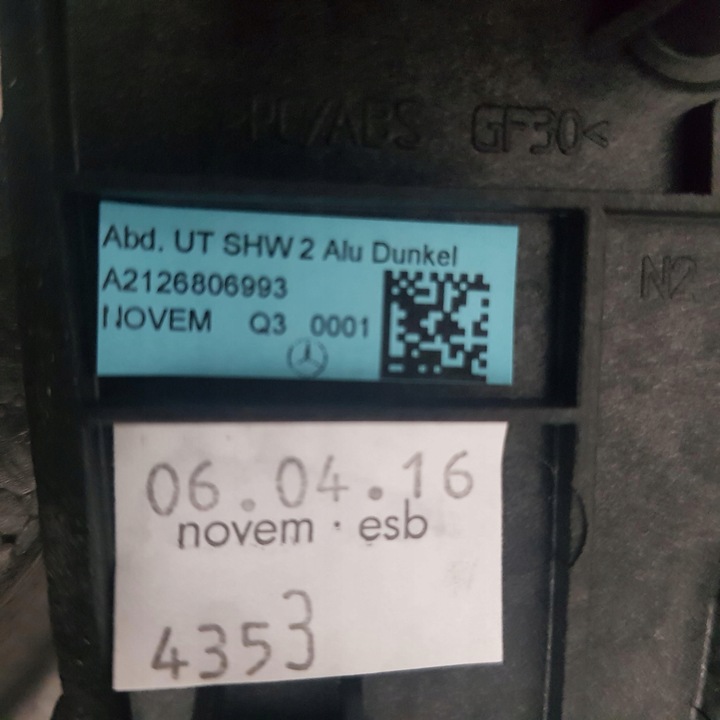 >PC/ABS GF30<
Abd. UT SHW 2 Alu Dunkel
A2126806993
NOVEM Q3 0001
N2
06.04.16
novem · esb
4353